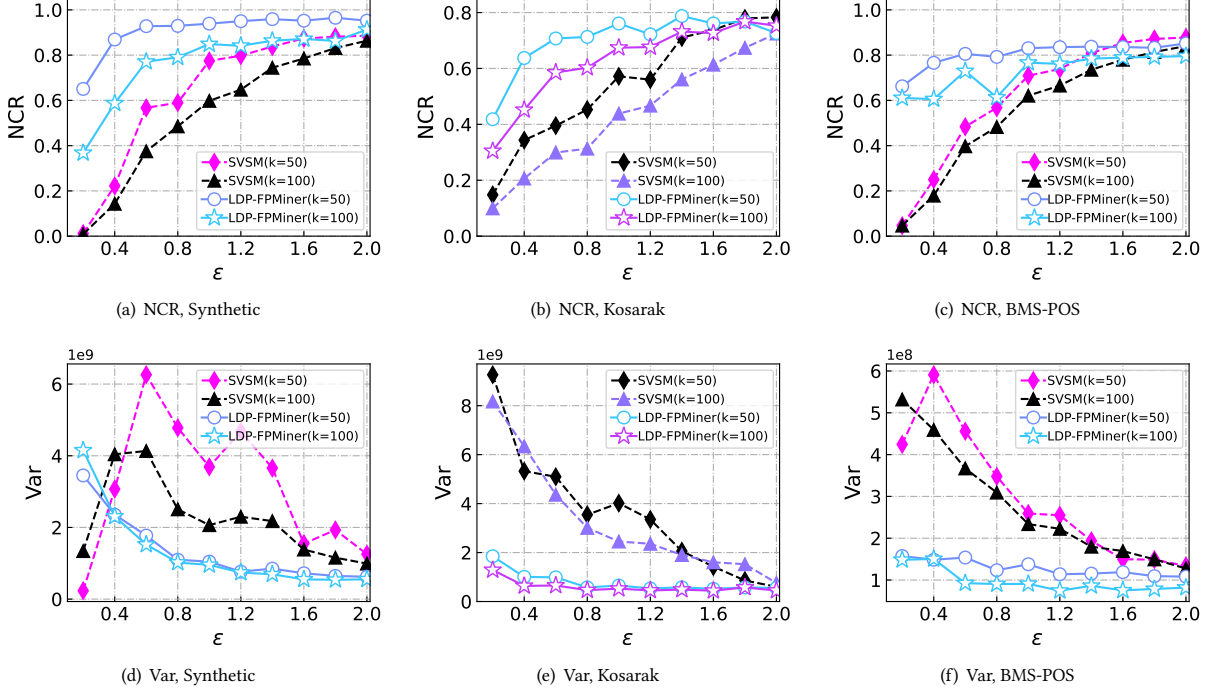 1.0
0.8
0.6
0.4
0.2
0.0
NCR
SVSM(k=50)
SVSM(k=100)
LDP-FPMiner(k=50)
LDP-FPMiner(k=100)
0.4 0.8 1.2 1.6 2.0
ε
(a) NCR, Synthetic
0.8
0.6
0.4
0.2
0.0
NCR
SVSM(k=50)
SVSM(k=100)
LDP-FPMiner(k=50)
LDP-FPMiner(k=100)
0.4 0.8 1.2 1.6 2.0
ε
(b) NCR, Kosarak
1.0
0.8
0.6
0.4
0.2
0.0
NCR
SVSM(k=50)
SVSM(k=100)
LDP-FPMiner(k=50)
LDP-FPMiner(k=100)
0.4 0.8 1.2 1.6 2.0
ε
(c) NCR, BMS-POS
1e9
6
4
2
0
Var
SVSM(k=50)
SVSM(k=100)
LDP-FPMiner(k=50)
LDP-FPMiner(k=100)
0.4 0.8 1.2 1.6 2.0
ε
(d) Var, Synthetic
1e9
8
6
4
2
0
Var
SVSM(k=50)
SVSM(k=100)
LDP-FPMiner(k=50)
LDP-FPMiner(k=100)
0.4 0.8 1.2 1.6 2.0
ε
(e) Var, Kosarak
1e8
6
5
4
3
2
1
Var
SVSM(k=50)
SVSM(k=100)
LDP-FPMiner(k=50)
LDP-FPMiner(k=100)
0.4 0.8 1.2 1.6 2.0
ε
(f) Var, BMS-POS